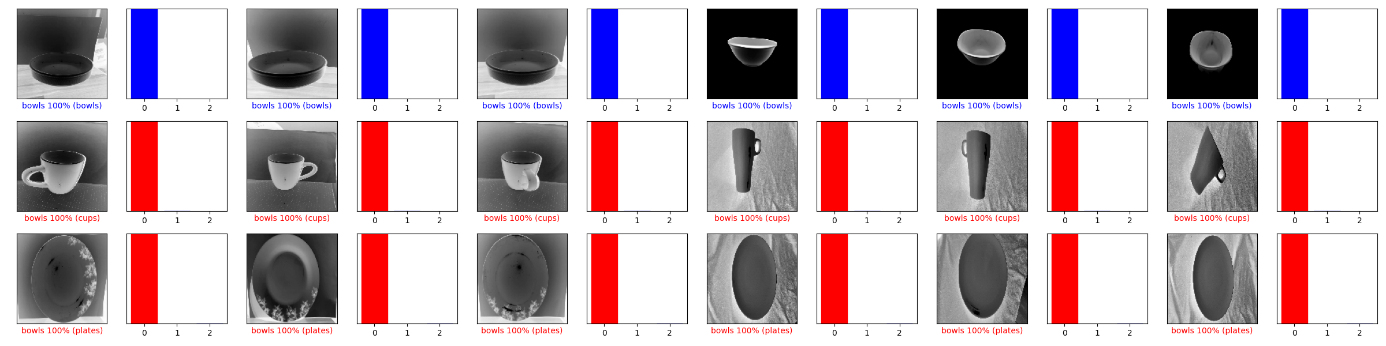 bowls 100% (bowls) 0 1 2 bowls 100% (bowls) 0 1 2 bowls 100% (bowls) 0 1 2 bowls 100% (bowls) 0 1 2 bowls 100% (bowls) 0 1 2 bowls 100% (bowls) 0 1 2
bowls 100% (cups) 0 1 2 bowls 100% (cups) 0 1 2 bowls 100% (cups) 0 1 2 bowls 100% (cups) 0 1 2 bowls 100% (cups) 0 1 2 bowls 100% (cups) 0 1 2
bowls 100% (plates) 0 1 2 bowls 100% (plates) 0 1 2 bowls 100% (plates) 0 1 2 bowls 100% (plates) 0 1 2 bowls 100% (plates) 0 1 2 bowls 100% (plates) 0 1 2